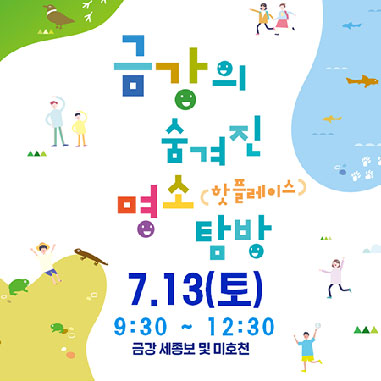 금강의
숨겨진
명소(핫플레이스)
탐방
7.13(토)
9:30 ~ 12:30
금강 세종보 및 미호천